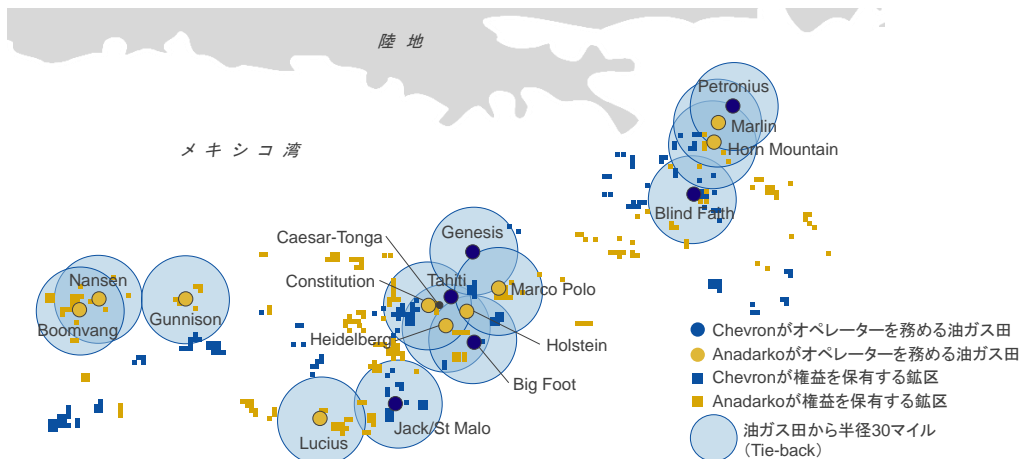 陸地
Petronius
Marlin
メキシコ湾
Horn Mountain
Blind Faith
Genesis
Caesar-Tonga
Nansen
Constitution
Tahiti
Marco Polo
Gunnison
Boomvang
Heidelberg
Holstein
Big Foot
Jack/St Malo
Lucius
Chevronがオペレーターを務める油ガス田
Anadarkoがオペレーターを務める油ガス田
Chevronが権益を保有する鉱区
Anadarkoが権益を保有する鉱区
油ガス田から半径30マイル
（Tie-back）